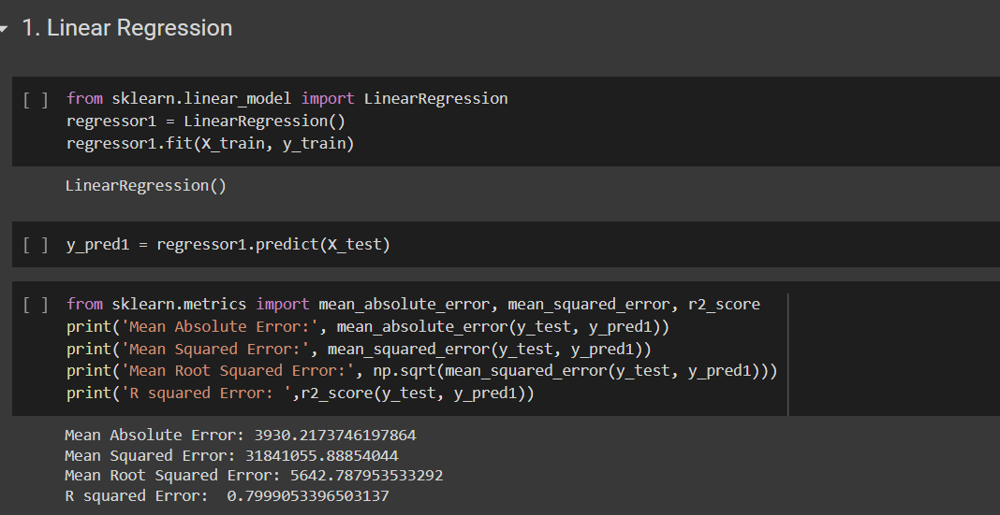 1. Linear Regression
[ ] from sklearn.linear_model import LinearRegression
regressor1 = LinearRegression()
regressor1.fit(X_train, y_train)
LinearRegression()
[ ] y_pred1 = regressor1.predict(X_test)
[ ] from sklearn.metrics import mean_absolute_error, mean_squared_error, r2_score
print('Mean Absolute Error:', mean_absolute_error(y_test, y_pred1))
print('Mean Squared Error:', mean_squared_error(y_test, y_pred1))
print('Mean Root Squared Error:', np.sqrt(mean_squared_error(y_test, y_pred1)))
print('R squared Error: ',r2_score(y_test, y_pred1))
Mean Absolute Error: 3930.2173746197864
Mean Squared Error: 31841055.88854044
Mean Root Squared Error: 5642.787953533292
R squared Error:  0.7999053396503137